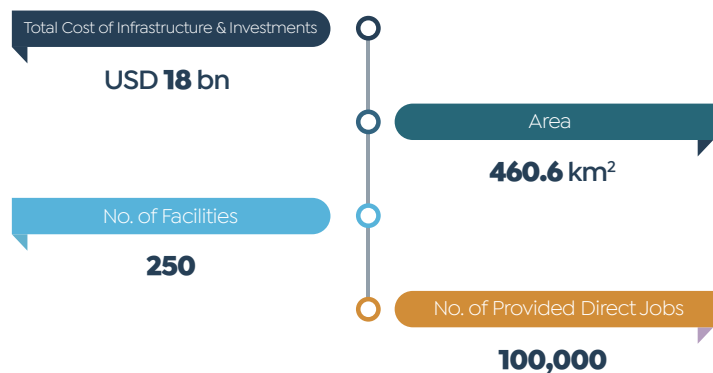 Total Cost of Infrastructure & Investments
USD 18 bn
Area
460.6 km²
No. of Facilities
250
No. of Provided Direct Jobs
100,000